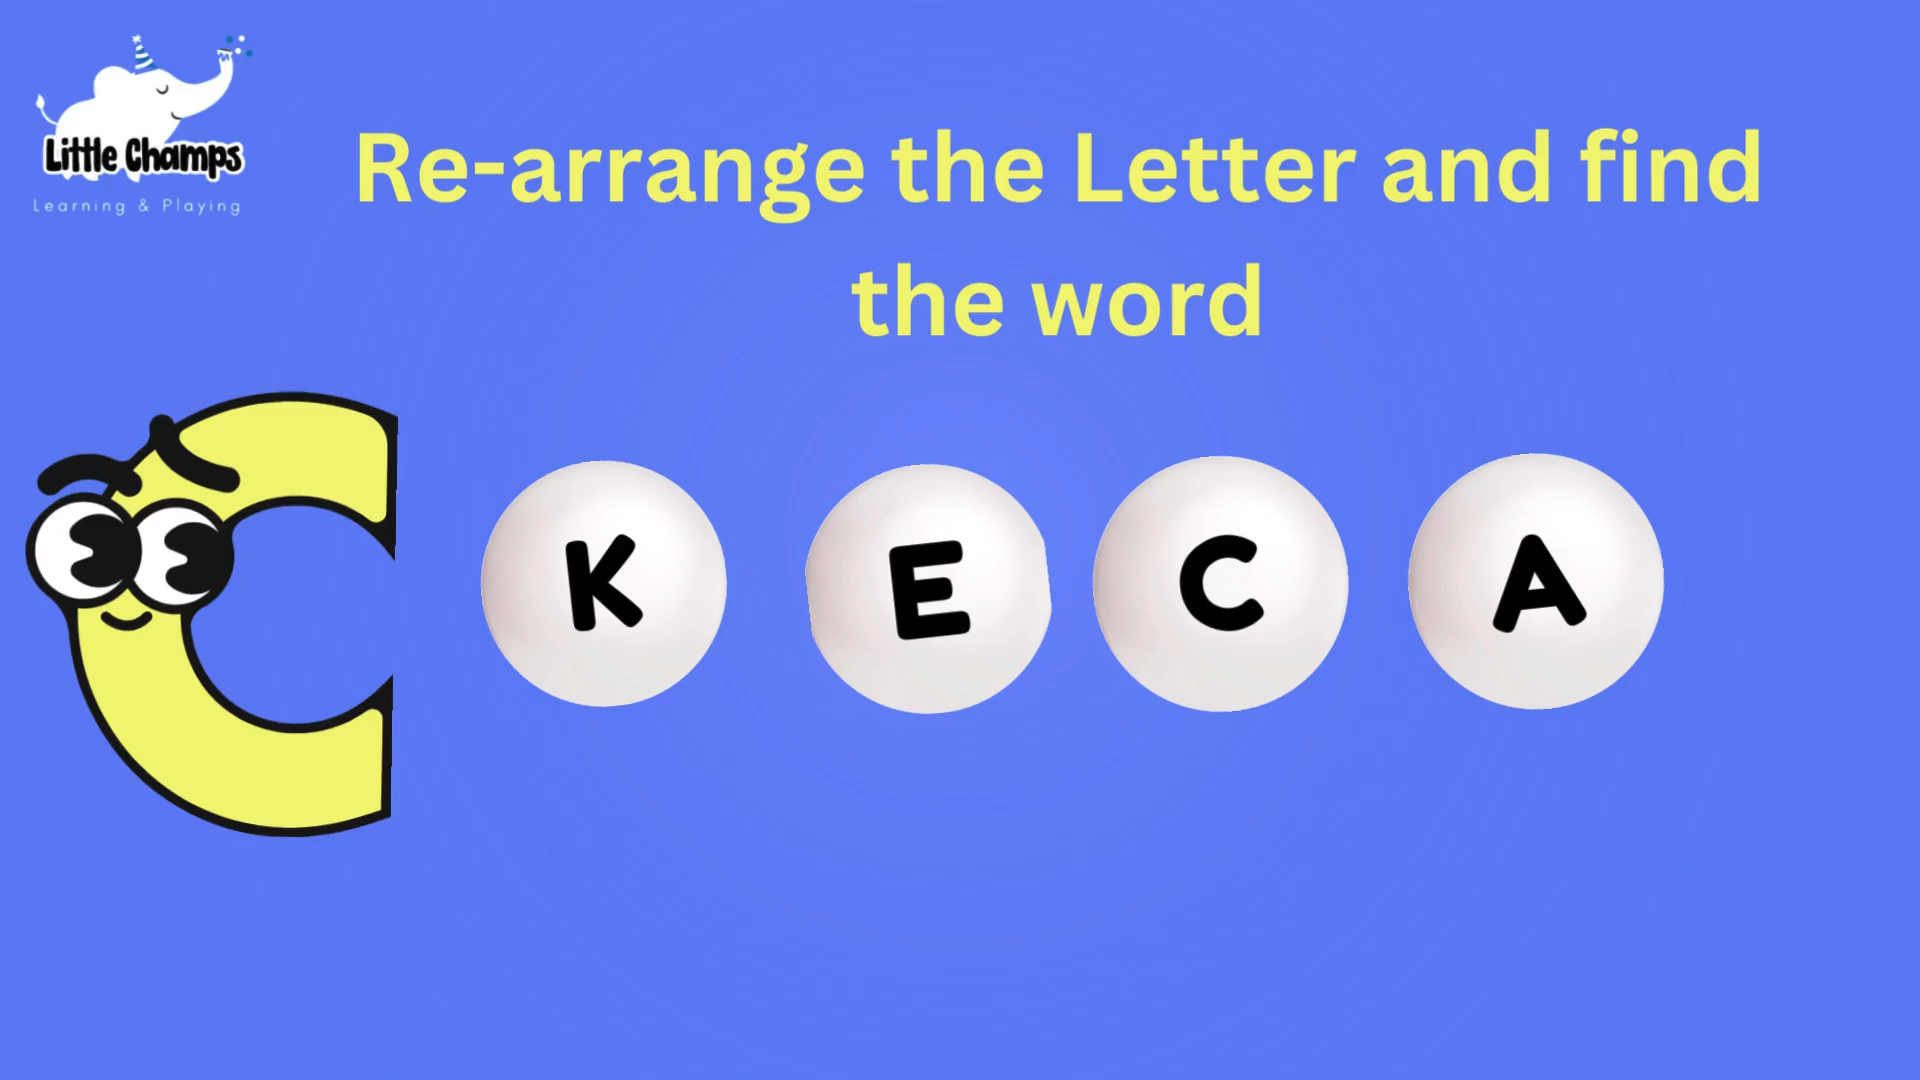 Little Champs
Learning & Playing
Re-arrange the Letter and find
the word
C
K E C A